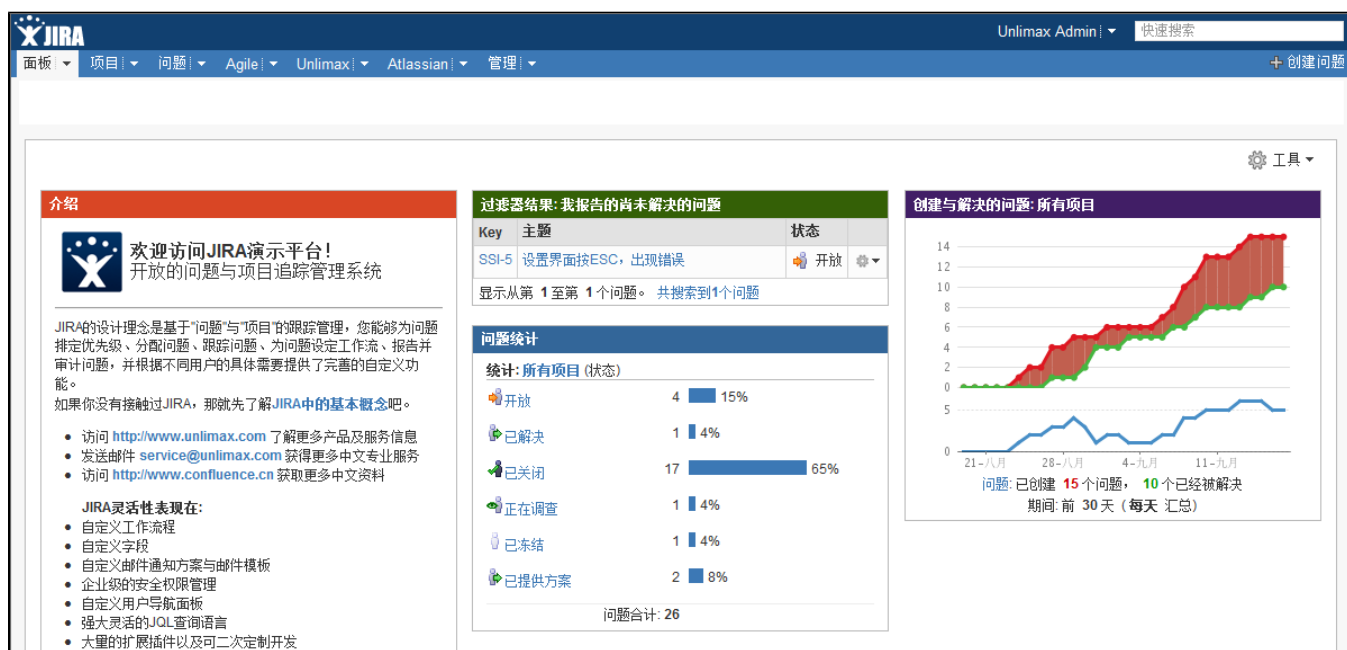 JIRA
Unlimax Admin
快速搜索
面板
项目
问题
Agile
Unlimax
Atlassian
管理
创建问题
工具
介绍
欢迎访问JIRA演示平台！
开放的问题与项目追踪管理系统
JIRA的设计理念是基于"问题"与"项目"的跟踪管理，您能够为问题
排定优先级、分配问题、跟踪问题、为问题设定工作流、报告并
审计问题，并根据不同用户的具体需要提供了完善的自定义功
能。
如果你没有接触过JIRA，那就先了解JIRA中的基本概念吧。
访问 http://www.unlimax.com 了解更多产品及服务信息
发送邮件 service@unlimax.com 获得更多中文专业服务
访问 http://www.confluence.cn 获取更多中文资料
JIRA灵活性表现在:
自定义工作流程
自定义字段
自定义邮件通知方案与邮件模板
企业级的安全权限管理
自定义用户导航面板
强大灵活的JQL查询语言
大量的扩展插件以及可二次定制开发
过滤器结果: 我报告的尚未解决的问题
Key 主题 状态
SSI-5 设置界面按ESC，出现错误 开放
显示从第 1 至第 1 个问题。 共搜索到1个问题
问题统计
统计: 所有项目 (状态)
开放 4 15%
已解决 1 4%
已关闭 17 65%
正在调查 1 4%
已冻结 1 4%
已提供方案 2 8%
问题合计: 26
创建与解决的问题: 所有项目
14
12
10
8
6
4
2
0
5
0
21-八月 28-八月 4-九月 11-九月
问题: 已创建 15 个问题， 10 个已经被解决
期间: 前 30 天 (每天 汇总)